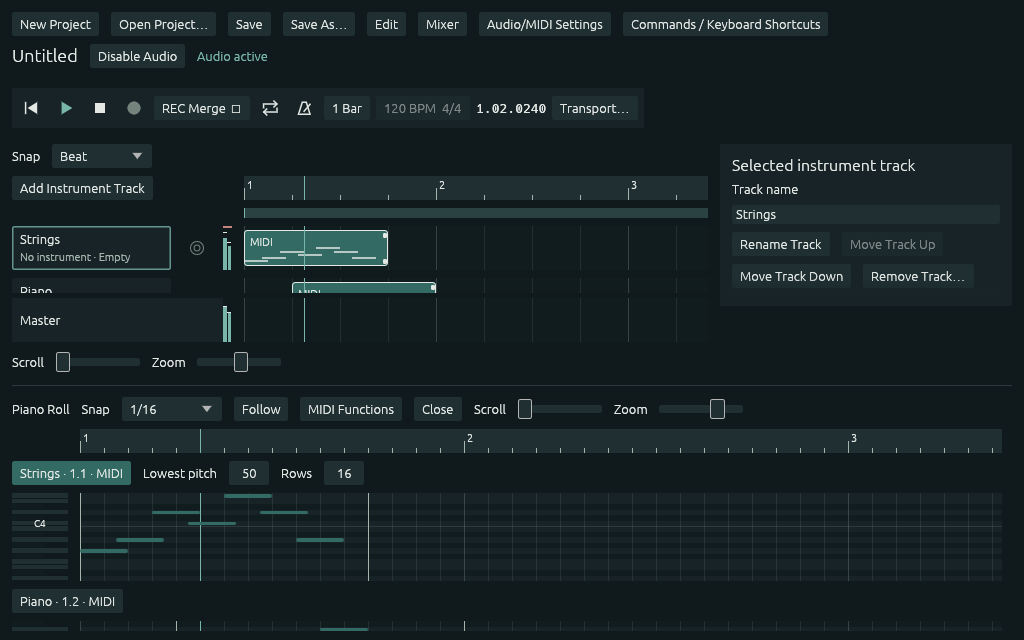 New Project Open Project... Save Save As... Edit Mixer Audio/MIDI Settings Commands / Keyboard Shortcuts
Untitled Disable Audio Audio active
REC Merge 1 Bar 120 BPM 4/4 1.02.0240 Transport...
Snap Beat
Add Instrument Track
1 2 3
Strings
No instrument · Empty
MIDI
Piano
MIDI
Master
Scroll Zoom
Selected instrument track
Track name
Strings
Rename Track Move Track Up
Move Track Down Remove Track...
Piano Roll Snap 1/16 Follow MIDI Functions Close Scroll Zoom
1 2 3
Strings · 1.1 · MIDI Lowest pitch 50 Rows 16
C4
Piano · 1.2 · MIDI